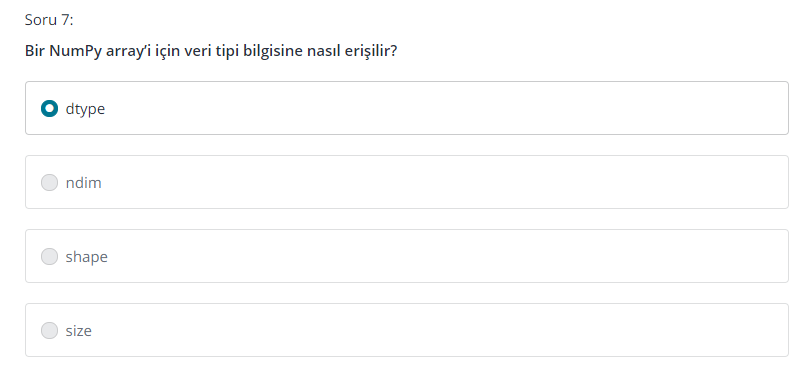 Soru 7:
Bir NumPy array’i için veri tipi bilgisine nasıl erişilir?
dtype
ndim
shape
size